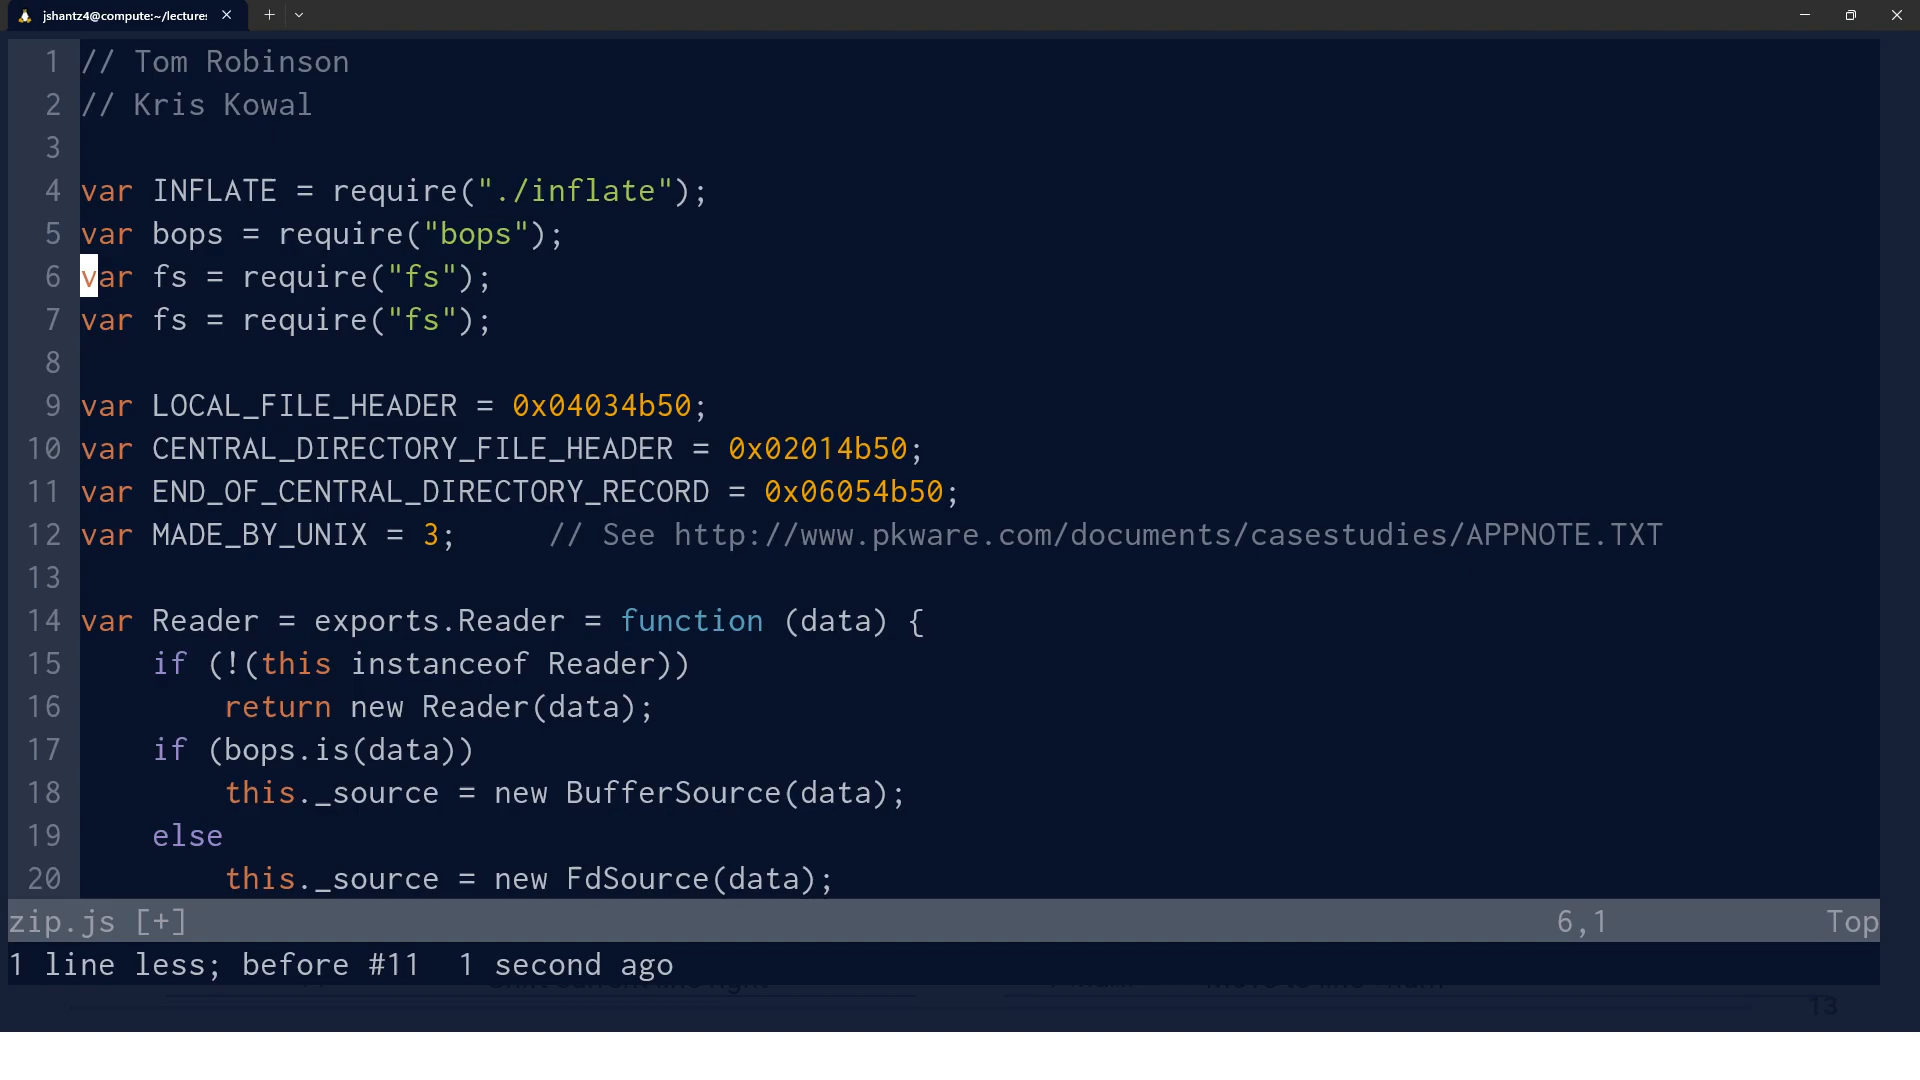 jshantz4@compute:~/lectures
1 // Tom Robinson
2 // Kris Kowal
3
4 var INFLATE = require("./inflate");
5 var bops = require("bops");
6 var fs = require("fs");
7 var fs = require("fs");
8
9 var LOCAL_FILE_HEADER = 0x04034b50;
10 var CENTRAL_DIRECTORY_FILE_HEADER = 0x02014b50;
11 var END_OF_CENTRAL_DIRECTORY_RECORD = 0x06054b50;
12 var MADE_BY_UNIX = 3;     // See http://www.pkware.com/documents/casestudies/APPNOTE.TXT
13
14 var Reader = exports.Reader = function (data) {
15     if (!(this instanceof Reader))
16         return new Reader(data);
17     if (bops.is(data))
18         this._source = new BufferSource(data);
19     else
20         this._source = new FdSource(data);
zip.js [+] 6,1 Top
1 line less; before #11  1 second ago
13